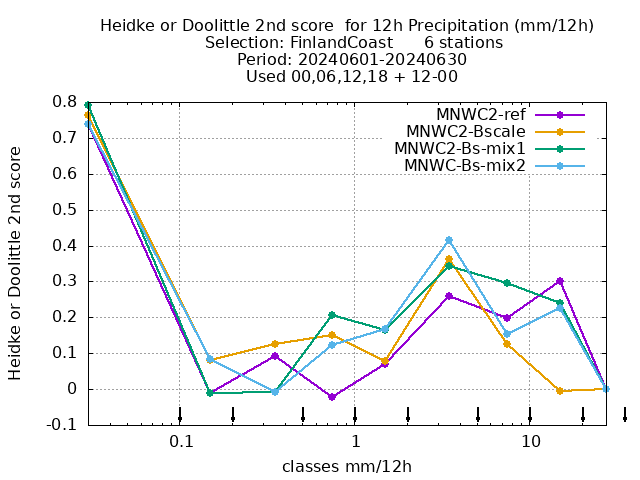 Heidke or Doolittle 2nd score  for 12h Precipitation (mm/12h)
Selection: FinlandCoast      6 stations
Period: 20240601-20240630
Used 00,06,12,18 + 12-00
MNWC2-ref
MNWC2-Bscale
MNWC2-Bs-mix1
MNWC-Bs-mix2
Heidke or Doolittle 2nd score
0.8
0.7
0.6
0.5
0.4
0.3
0.2
0.1
0
-0.1
0.1 1 10
classes mm/12h